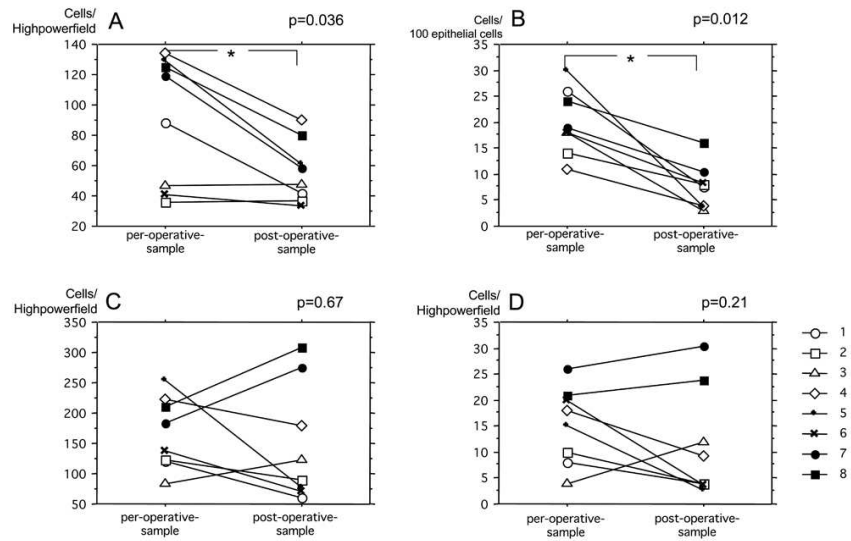 Cells/
Highpowerfield
A
p=0.036
140
120
100
80
60
40
20
*
per-operative-
sample
post-operative-
sample
Cells/
100 epithelial cells
B
p=0.012
35
30
25
20
15
10
5
0
*
per-operative-
sample
post-operative-
sample
Cells/
Highpowerfield
C
p=0.67
350
300
250
200
150
100
50
per-operative-
sample
post-operative-
sample
Cells/
Highpowerfield
D
p=0.21
35
30
25
20
15
10
5
0
per-operative-
sample
post-operative-
sample
1
2
3
4
5
6
7
8